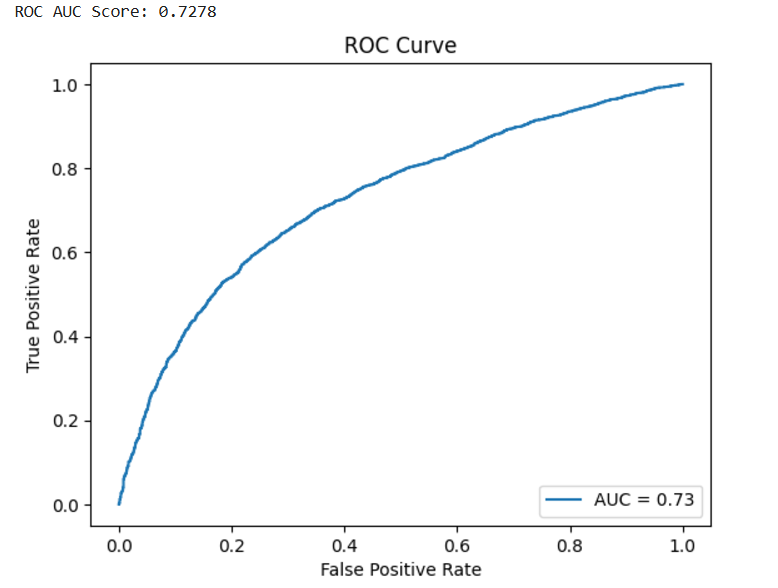 ROC AUC Score: 0.7278
ROC Curve
1.0
0.8
0.6
0.4
0.2
0.0
True Positive Rate
AUC = 0.73
0.0 0.2 0.4 0.6 0.8 1.0
False Positive Rate